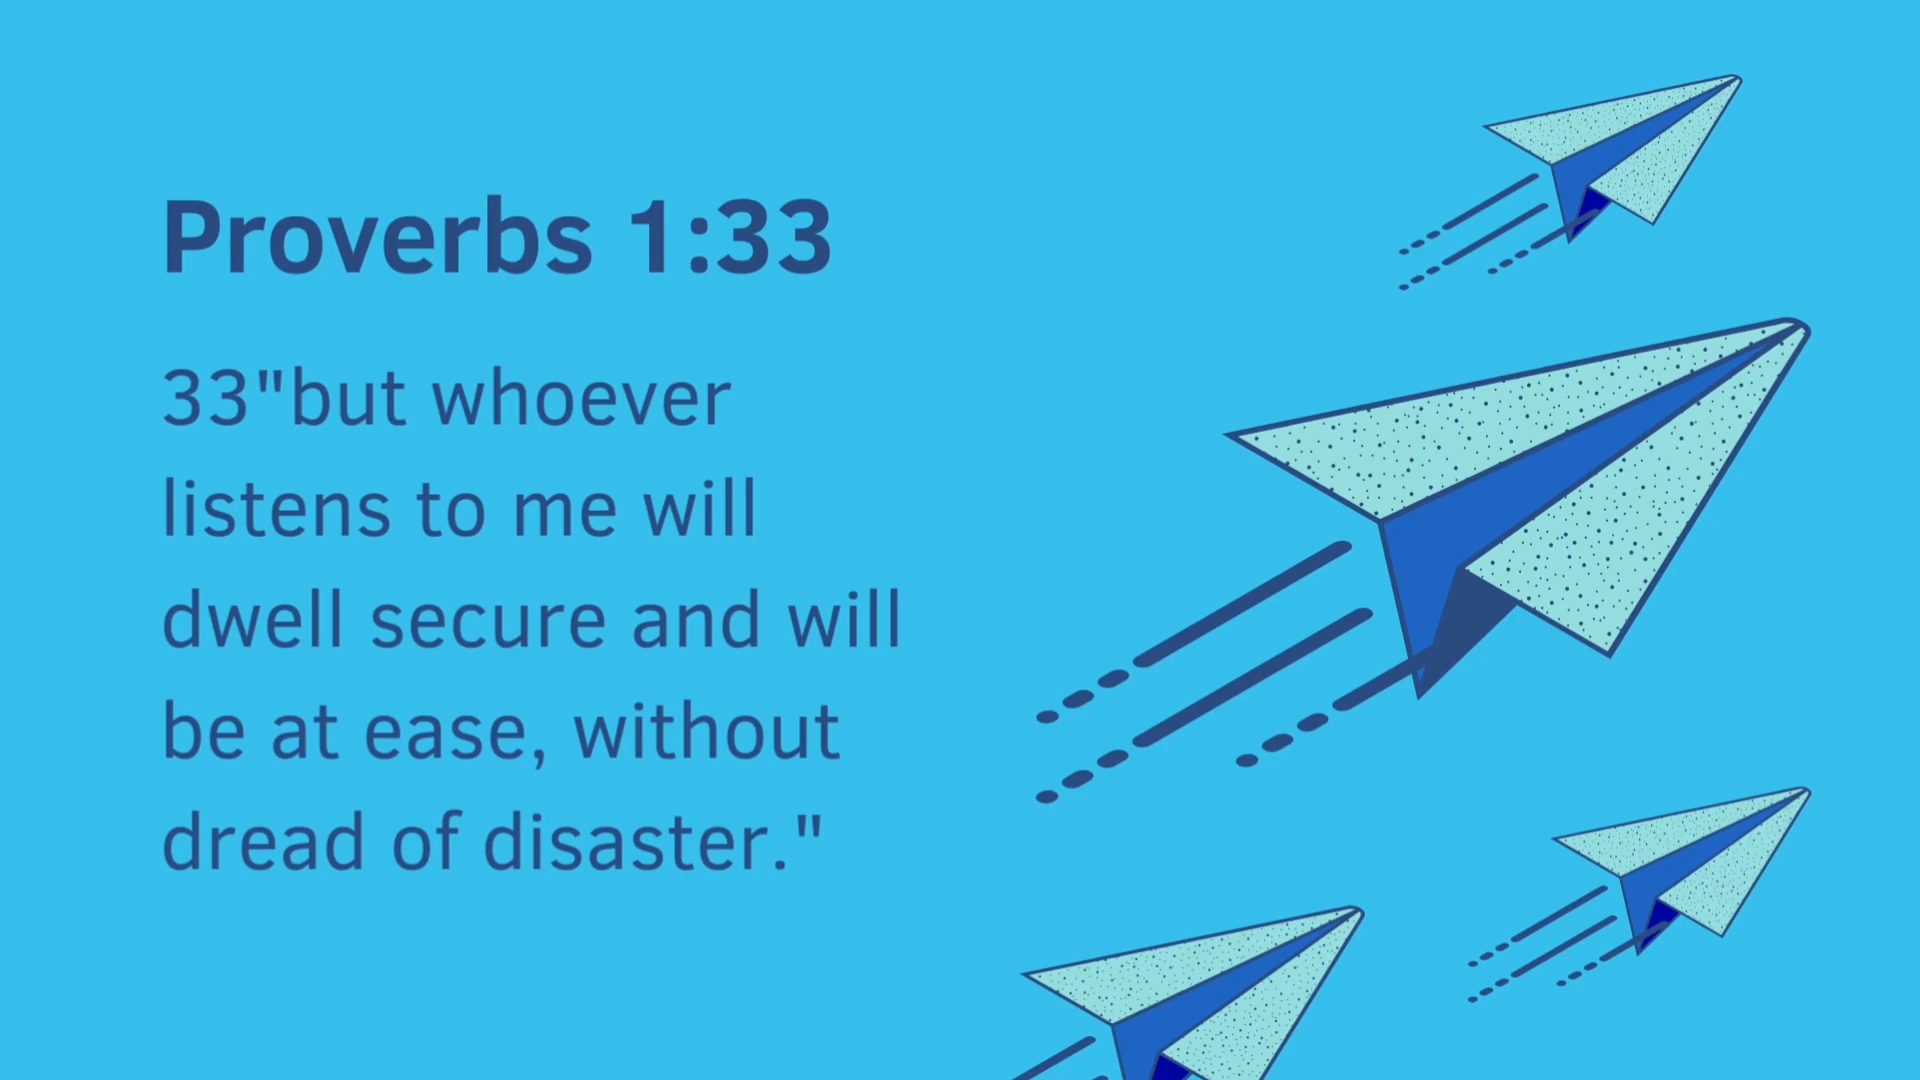 Proverbs 1:33
33"but whoever
listens to me will
dwell secure and will
be at ease, without
dread of disaster."